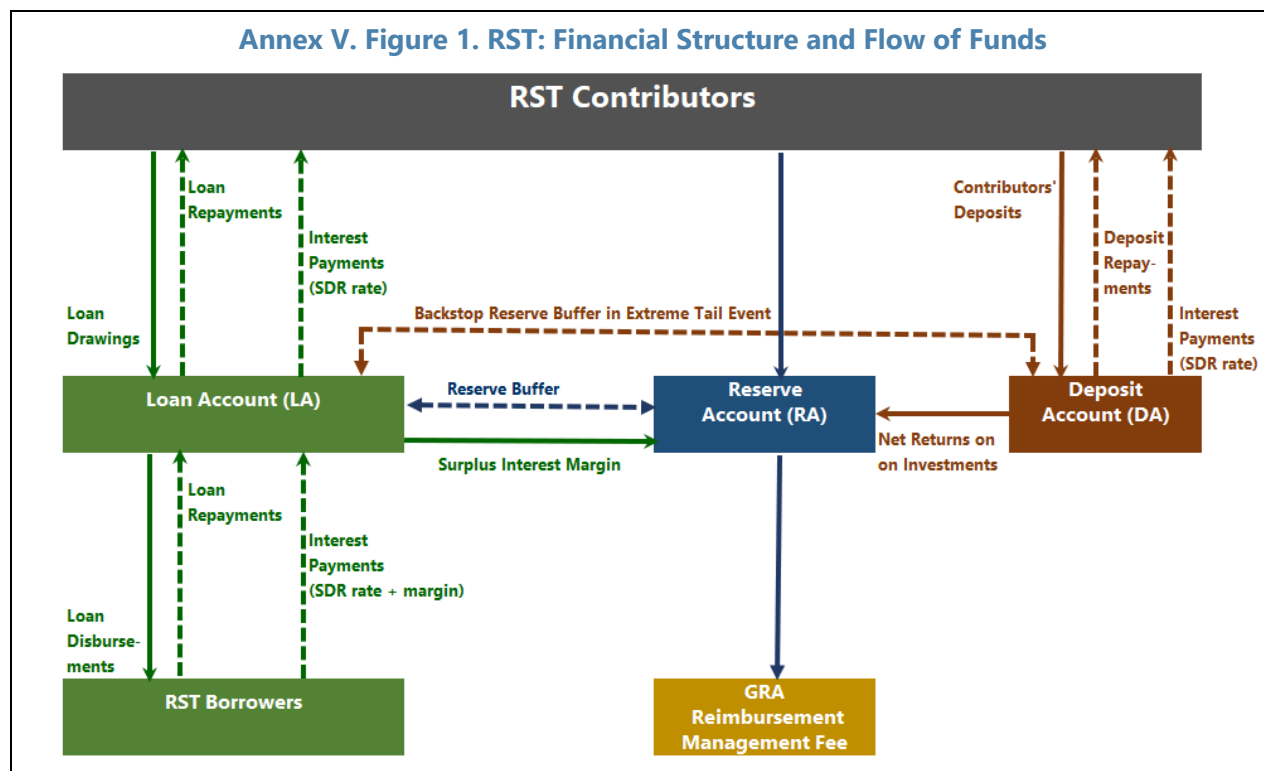 Annex V. Figure 1. RST: Financial Structure and Flow of Funds
RST Contributors
Loan
Repayments
Interest
Payments
(SDR rate)
Loan
Drawings
Contributors'
Deposits
Deposit
Repay-
ments
Interest
Payments
(SDR rate)
Backstop Reserve Buffer in Extreme Tail Event
Loan Account (LA)
Reserve Buffer
Reserve
Account (RA)
Deposit
Account (DA)
Surplus Interest Margin
Net Returns on
on Investments
Loan
Repayments
Interest
Payments
(SDR rate + margin)
Loan
Disburse-
ments
RST Borrowers
GRA
Reimbursement
Management Fee